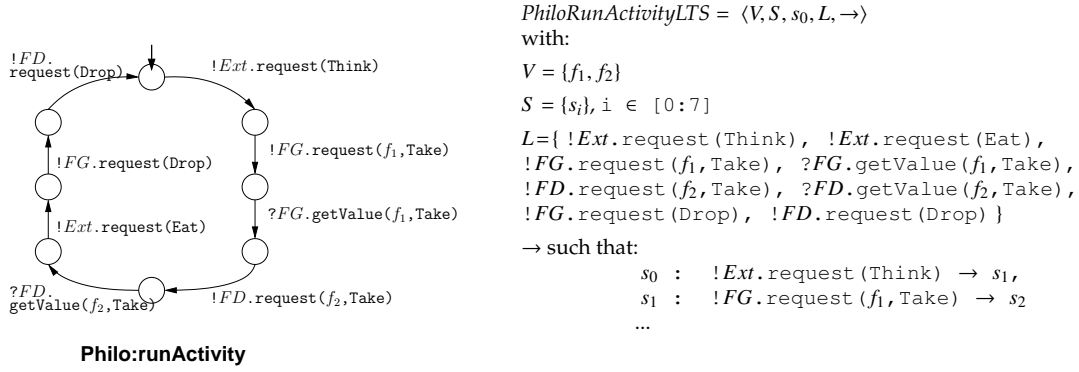 !FD.
request(Drop)
!Ext.request(Think)
!FG.request(f₁,Take)
!FG.request(Drop)
?FG.getValue(f₁,Take)
!Ext.request(Eat)
?FD.
getValue(f₂,Take)
!FD.request(f₂,Take)
Philo:runActivity
PhiloRunActivityLTS = ⟨V, S, s₀, L, →⟩
with:
V = {f₁, f₂}
S = {sᵢ}, i ∈ [0:7]
L={ !Ext.request(Think), !Ext.request(Eat),
!FG.request(f₁,Take), ?FG.getValue(f₁,Take),
!FD.request(f₂,Take), ?FD.getValue(f₂,Take),
!FG.request(Drop), !FD.request(Drop) }
→ such that:
s₀ : !Ext.request(Think) → s₁,
s₁ : !FG.request(f₁,Take) → s₂
...